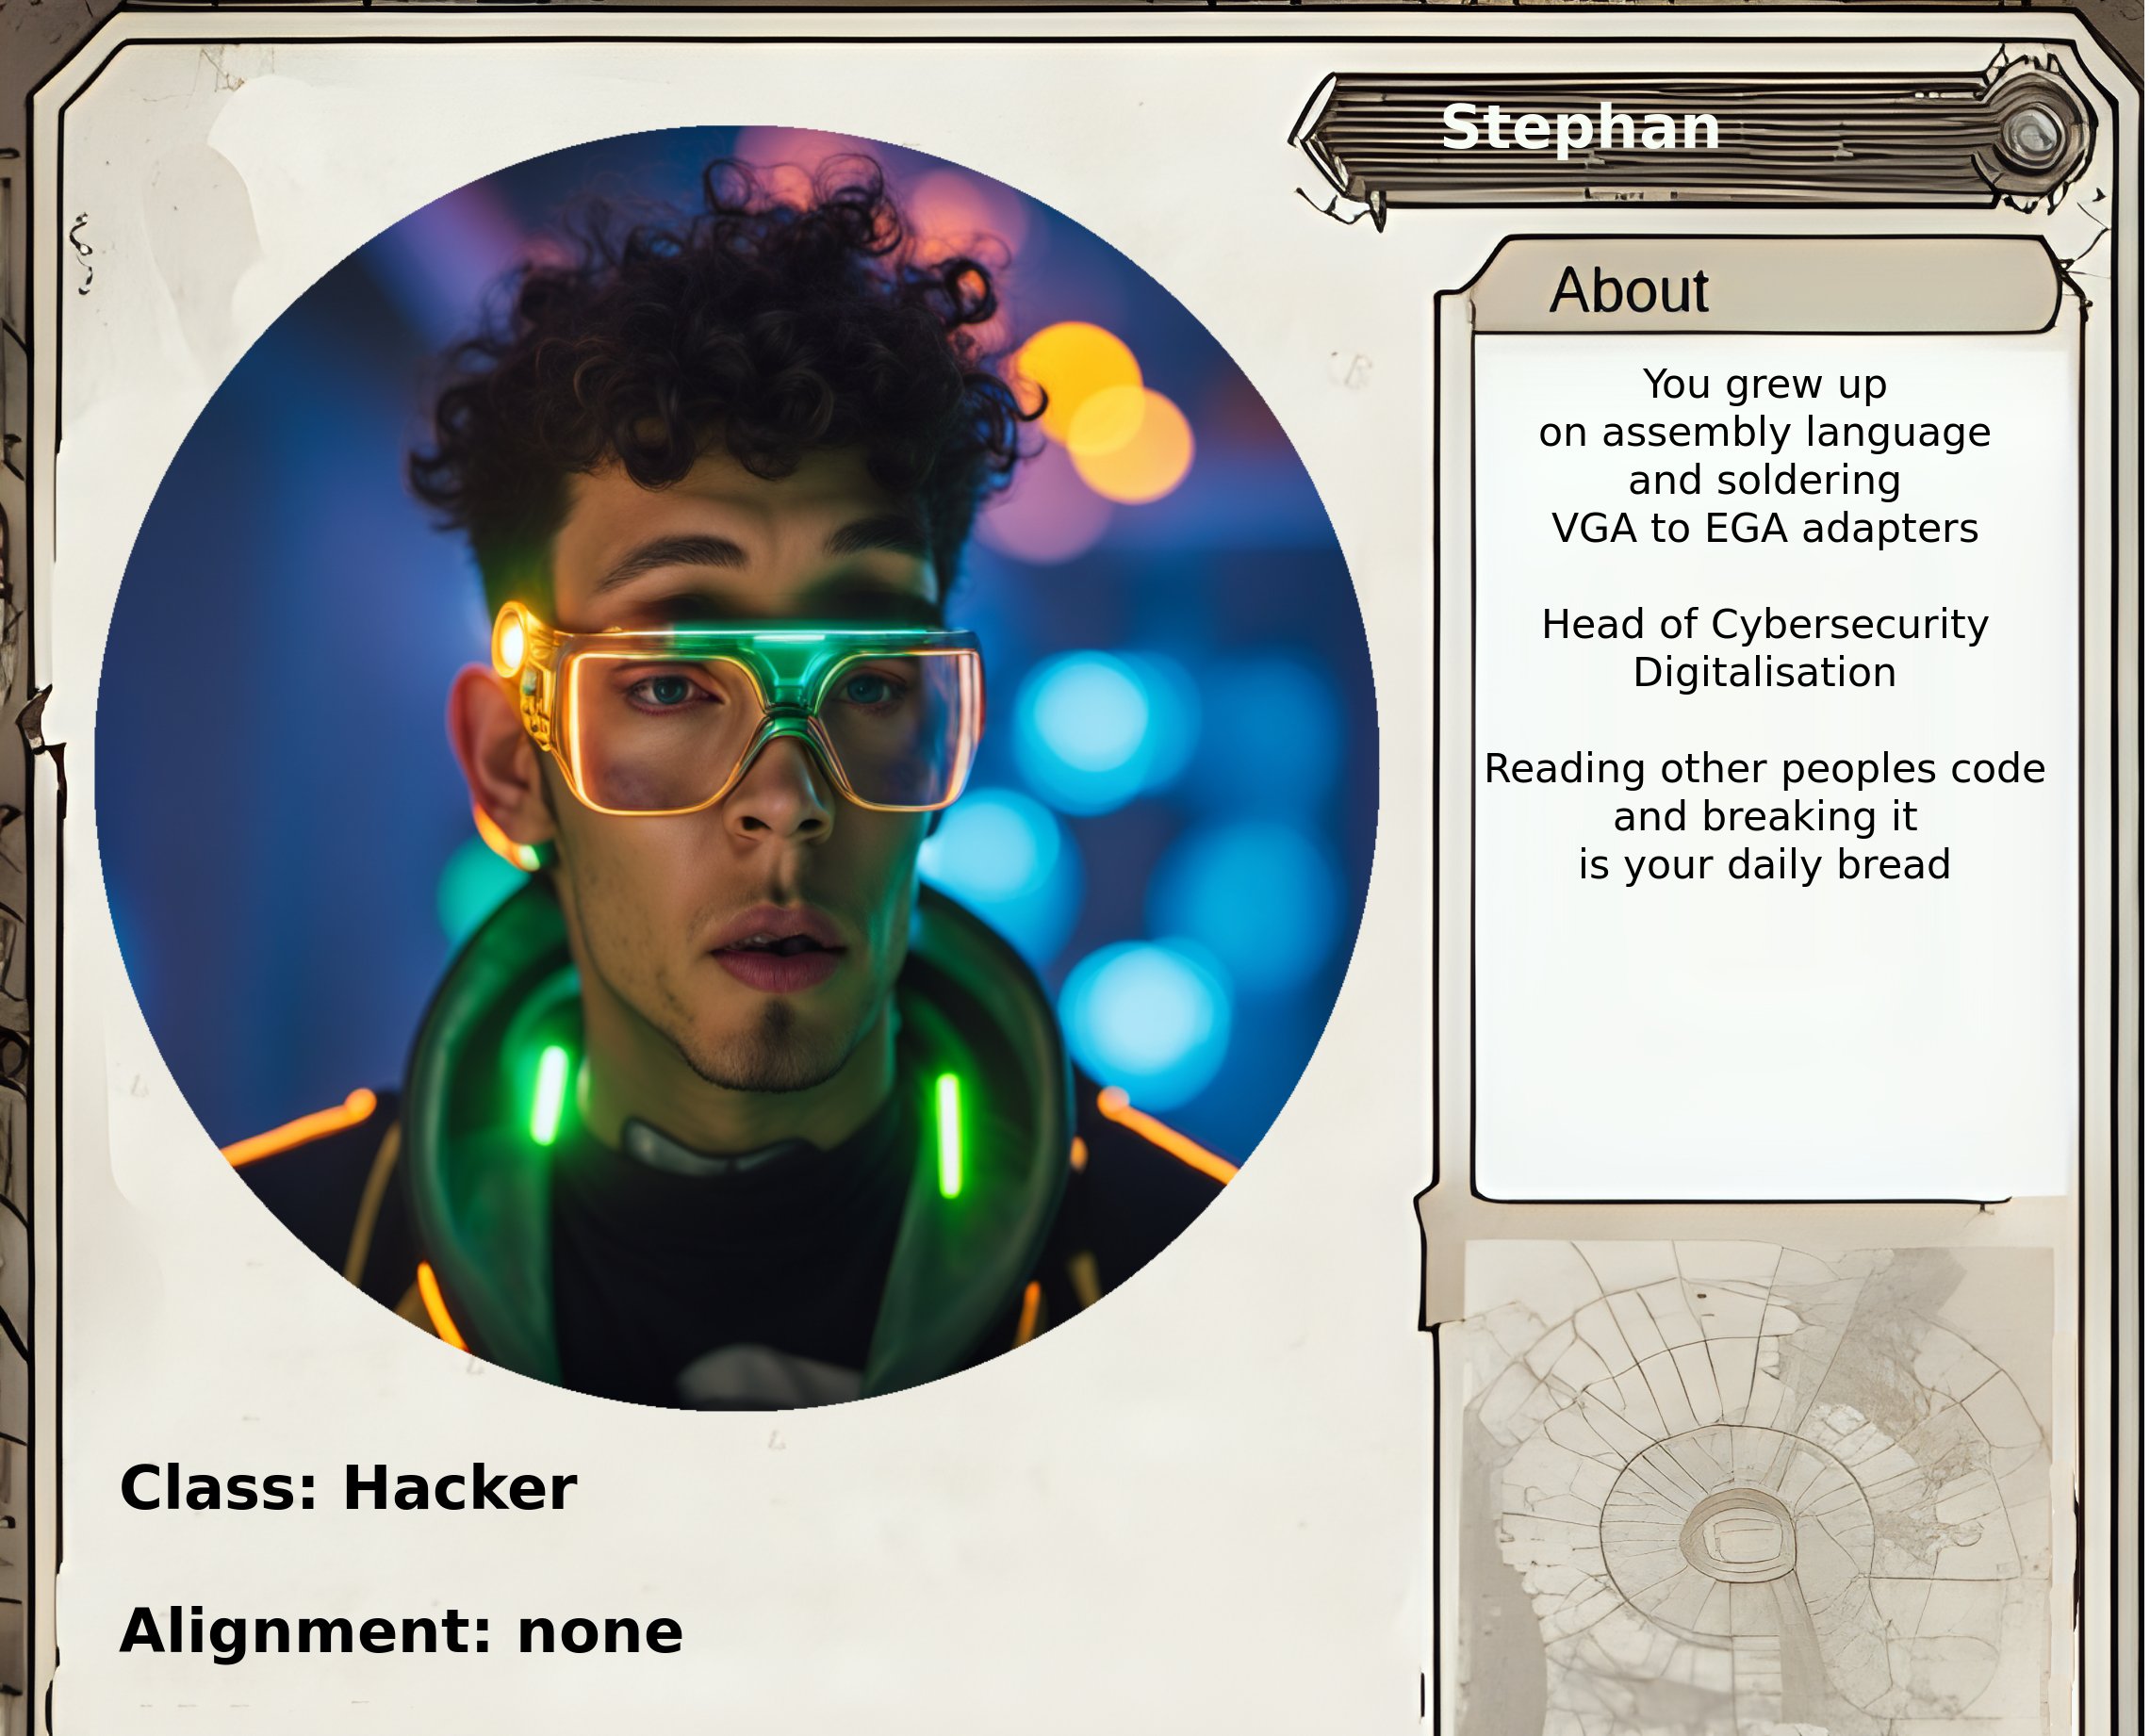 Stephan
About
You grew up
on assembly language
and soldering
VGA to EGA adapters
Head of Cybersecurity
Digitalisation
Reading other peoples code
and breaking it
is your daily bread
Class: Hacker
Alignment: none